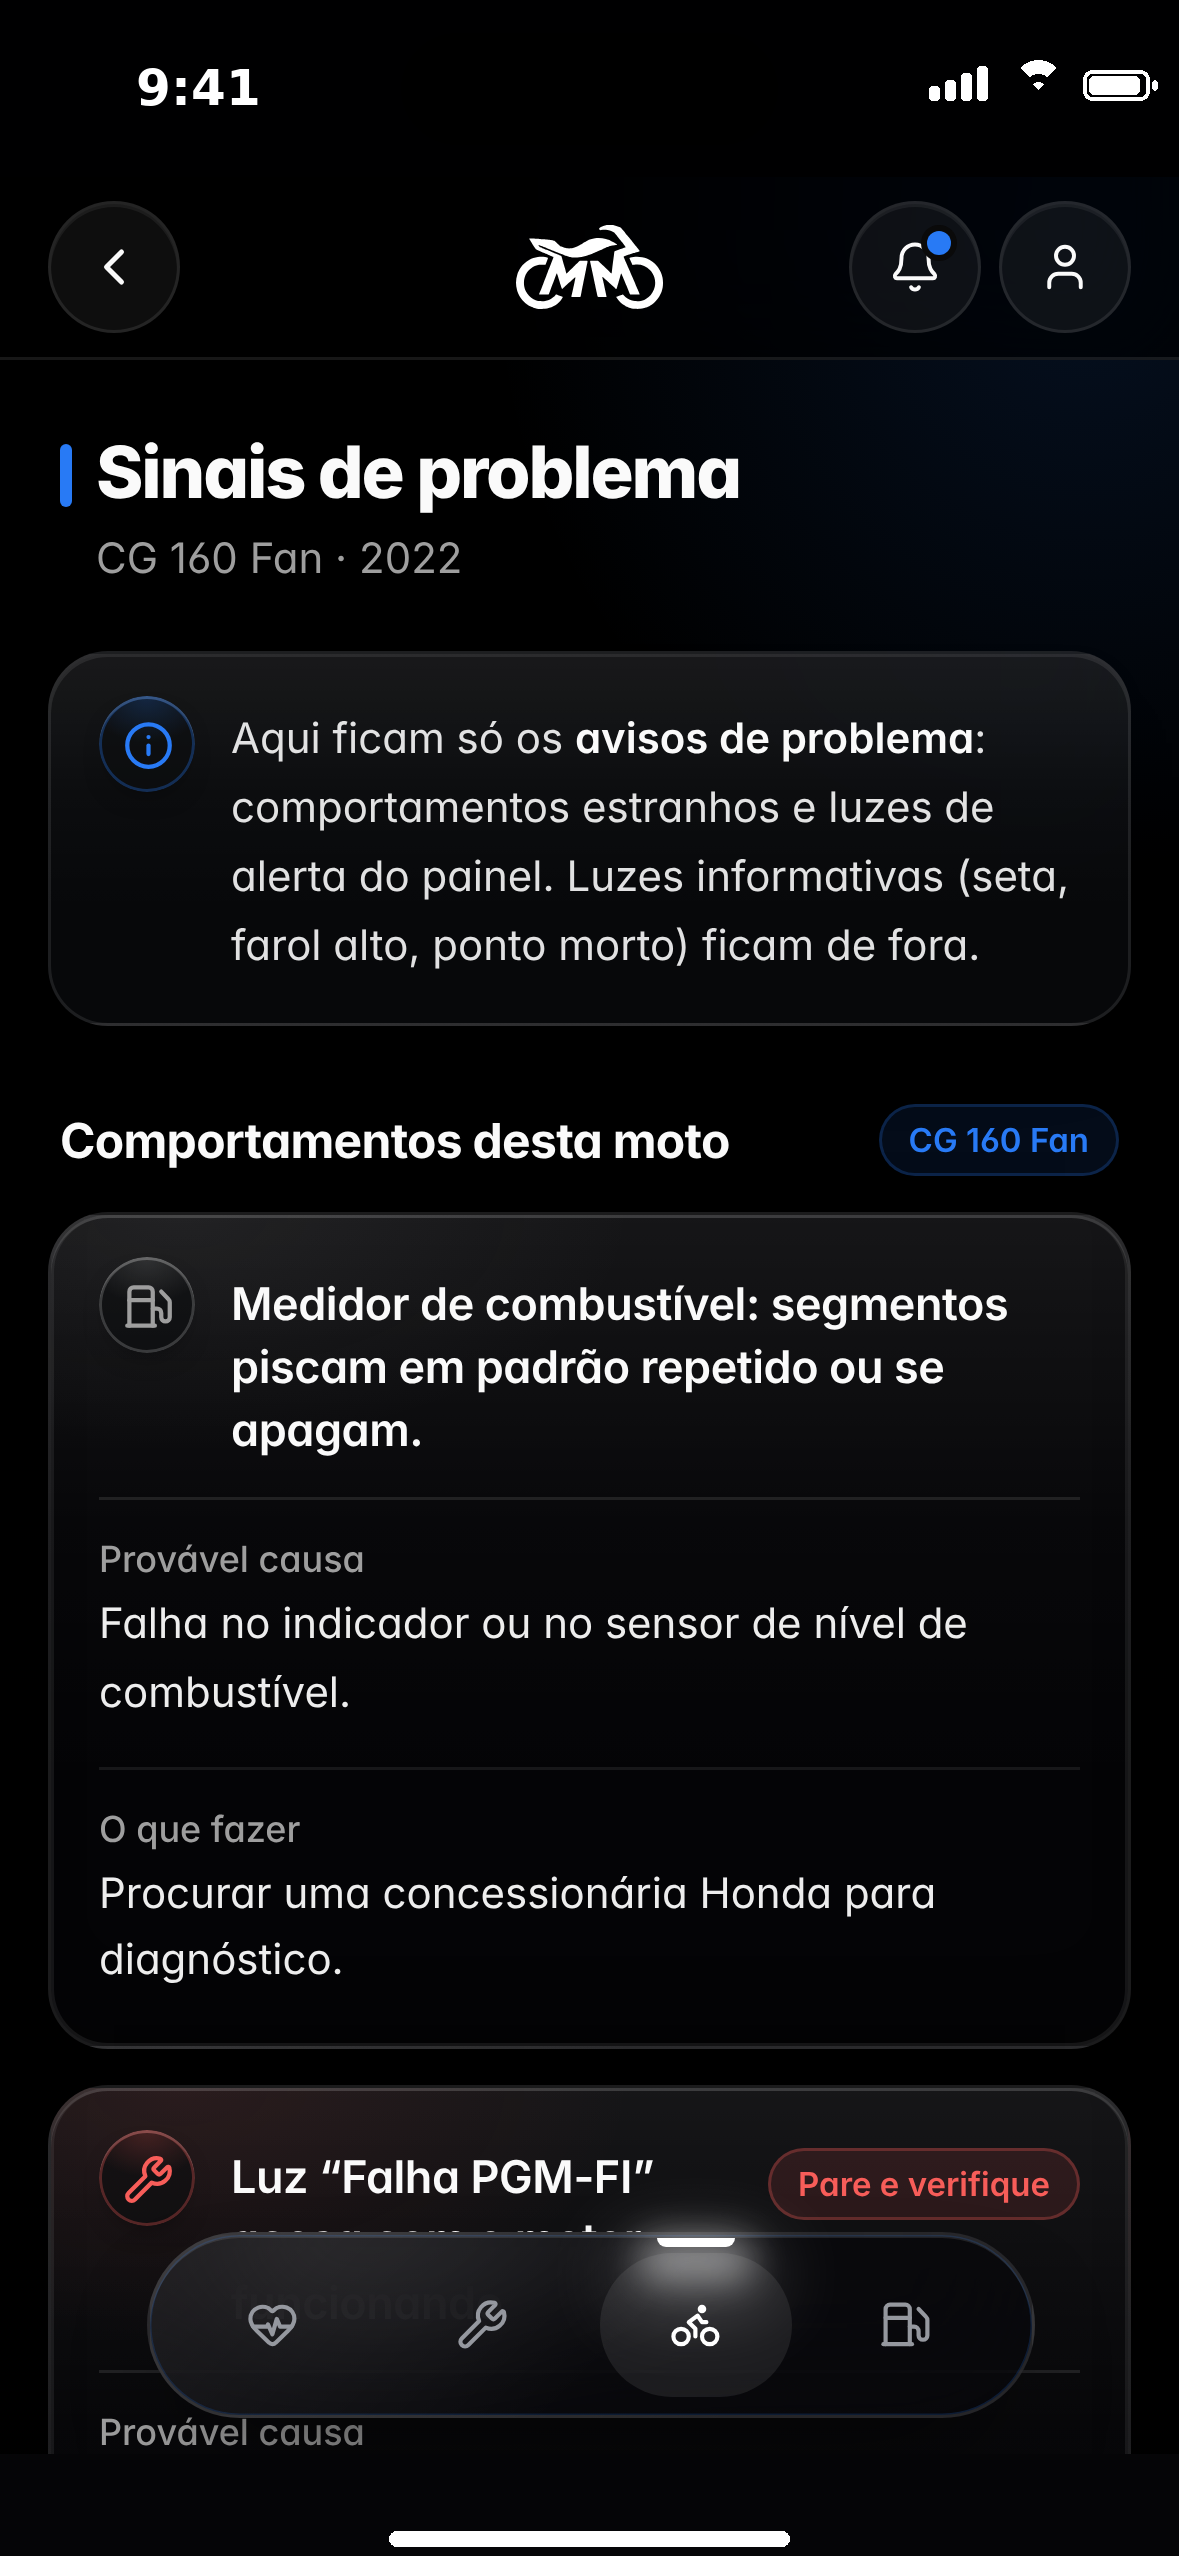 9:41
MM
Sinais de problema
CG 160 Fan · 2022
Aqui ficam só os avisos de problema:
comportamentos estranhos e luzes de
alerta do painel. Luzes informativas (seta,
farol alto, ponto morto) ficam de fora.
Comportamentos desta moto
CG 160 Fan
Medidor de combustível: segmentos
piscam em padrão repetido ou se
apagam.
Provável causa
Falha no indicador ou no sensor de nível de
combustível.
O que fazer
Procurar uma concessionária Honda para
diagnóstico.
Luz “Falha PGM-FI”
Pare e verifique
Provável causa